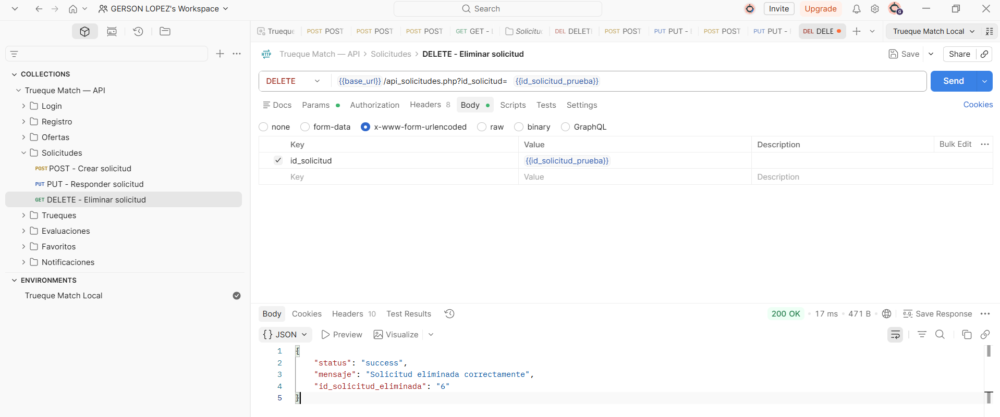 GERSON LOPEZ's Workspace
Search
Invite
Upgrade
Trueque
POST POST
POST POST
POST POST
GET GET -
Solicitu
DEL DELET
POST POST
PUT PUT -
POST POST
PUT PUT -
DEL DELE
Trueque Match Local
Trueque Match — API > Solicitudes > DELETE - Eliminar solicitud
Save
Share
COLLECTIONS
Trueque Match — API
Login
Registro
Ofertas
Solicitudes
POST POST - Crear solicitud
PUT PUT - Responder solicitud
GET DELETE - Eliminar solicitud
Trueques
Evaluaciones
Favoritos
Notificaciones
ENVIRONMENTS
Trueque Match Local
DELETE
{{base_url}} /api_solicitudes.php?id_solicitud= {{id_solicitud_prueba}}
Send
Docs Params Authorization Headers 8 Body Scripts Tests Settings
Cookies
none form-data x-www-form-urlencoded raw binary GraphQL
Key Value Description Bulk Edit
id_solicitud {{id_solicitud_prueba}}
Key Value Description
Body Cookies Headers 10 Test Results
200 OK 17 ms 471 B e.g. Save Response
{} JSON Preview Visualize
1 {
2 "status": "success",
3 "mensaje": "Solicitud eliminada correctamente",
4 "id_solicitud_eliminada": "6"
5 }